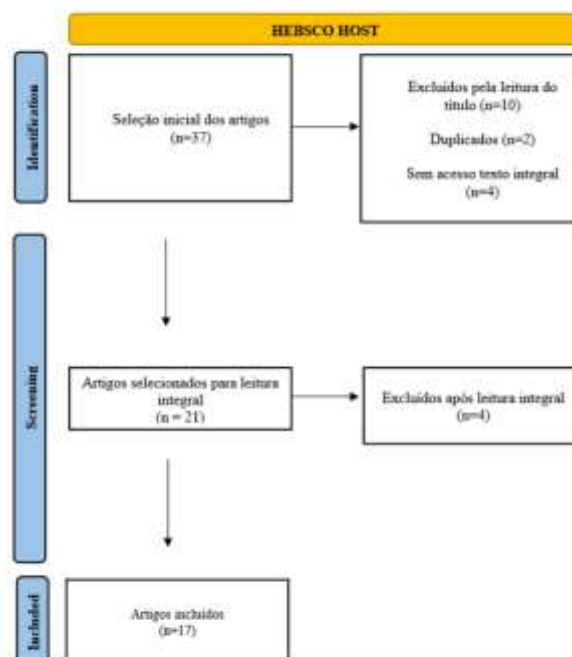 HEBSCO HOST
Identification
Seleção inicial dos artigos
(n=37)
Excluídos pela leitura do
título (n=10)
Duplicados (n=2)
Sem acesso texto integral
(n=4)
Screening
Artigos selecionados para leitura
integral
(n = 21)
Excluídos após leitura integral
(n=4)
Included
Artigos incluídos
(n=17)